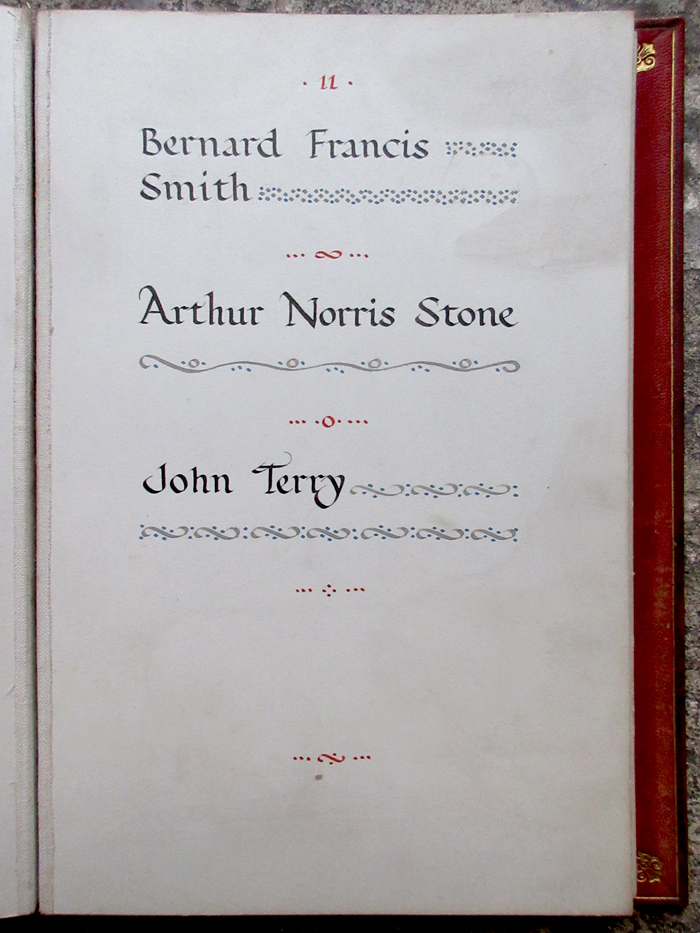 · 11 ·
Bernard Francis
Smith
Arthur Norris Stone
John Terry